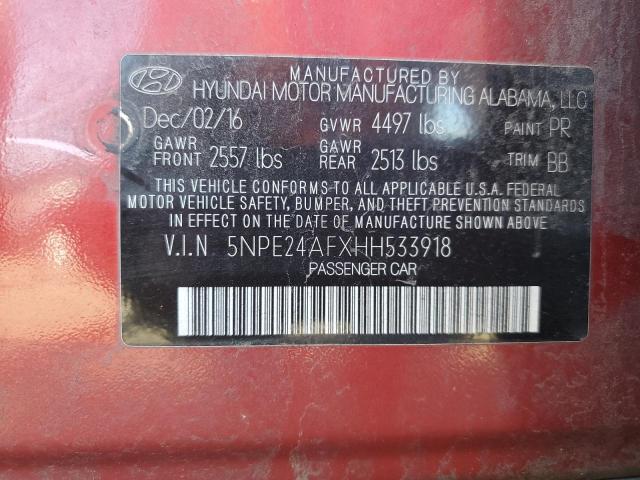 MANUFACTURED BY
HYUNDAI MOTOR MANUFACTURING ALABAMA, LLC
Dec/02/16 GVWR 4497 lbs PAINT PR
GAWR FRONT 2557 lbs GAWR REAR 2513 lbs TRIM BB
THIS VEHICLE CONFORMS TO ALL APPLICABLE U.S.A. FEDERAL
MOTOR VEHICLE SAFETY, BUMPER, AND THEFT PREVENTION STANDARDS
IN EFFECT ON THE DATE OF MANUFACTURE SHOWN ABOVE
V.I.N 5NPE24AFXHH533918
PASSENGER CAR